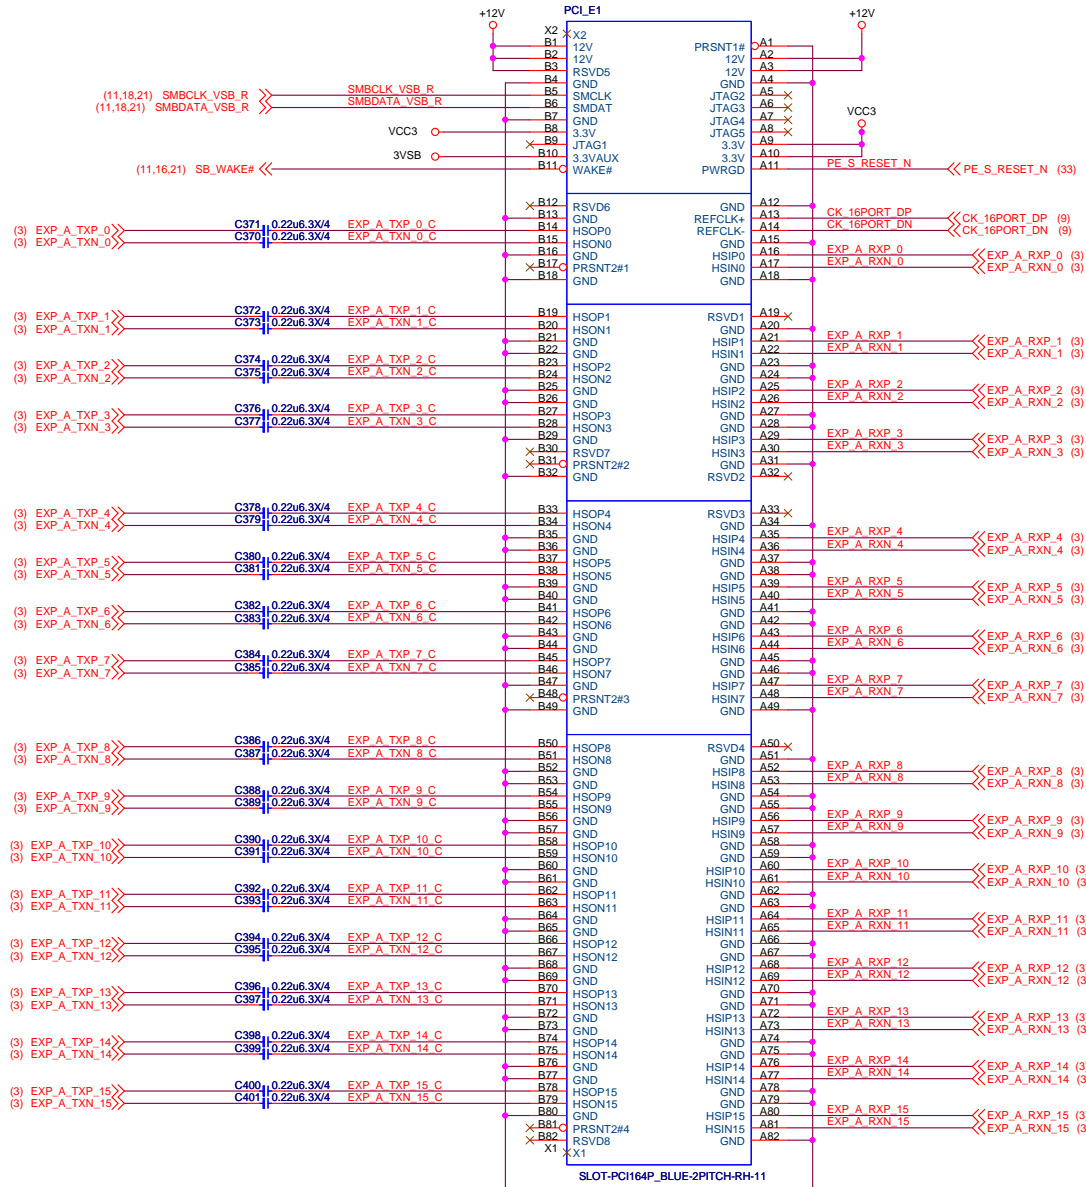 PCI_E1
+12V +12V
X2 X2
B1 12V PRSNT1# A1
B2 12V 12V A2
B3 RSVD5 12V A3
B4 GND GND A4
(11,18,21) SMBCLK_VSB_R SMBCLK_VSB_R B5 SMCLK JTAG2 A5
(11,18,21) SMBDATA_VSB_R SMBDATA_VSB_R B6 SMDAT JTAG3 A6
B7 GND JTAG4 A7
VCC3 B8 3.3V JTAG5 A8 VCC3
B9 JTAG1 3.3V A9
3VSB B10 3.3VAUX 3.3V A10
(11,16,21) SB_WAKE# B11 WAKE# PWRGD A11 PE_S_RESET_N PE_S_RESET_N (33)
B12 RSVD6 GND A12
B13 GND REFCLK+ A13 CK_16PORT_DP CK_16PORT_DP (9)
(3) EXP_A_TXP_0 C371 0.22u6.3X/4 EXP_A_TXP_0_C B14 HSOP0 REFCLK- A14 CK_16PORT_DN CK_16PORT_DN (9)
(3) EXP_A_TXN_0 C370 0.22u6.3X/4 EXP_A_TXN_0_C B15 HSON0 GND A15
B16 GND HSIP0 A16 EXP_A_RXP_0 EXP_A_RXP_0 (3)
B17 PRSNT2#1 HSIN0 A17 EXP_A_RXN_0 EXP_A_RXN_0 (3)
B18 GND GND A18
(3) EXP_A_TXP_1 C372 0.22u6.3X/4 EXP_A_TXP_1_C B19 HSOP1 RSVD1 A19
(3) EXP_A_TXN_1 C373 0.22u6.3X/4 EXP_A_TXN_1_C B20 HSON1 GND A20
B21 GND HSIP1 A21 EXP_A_RXP_1 EXP_A_RXP_1 (3)
B22 GND HSIN1 A22 EXP_A_RXN_1 EXP_A_RXN_1 (3)
(3) EXP_A_TXP_2 C374 0.22u6.3X/4 EXP_A_TXP_2_C B23 HSOP2 GND A23
(3) EXP_A_TXN_2 C375 0.22u6.3X/4 EXP_A_TXN_2_C B24 HSON2 GND A24
B25 GND HSIP2 A25 EXP_A_RXP_2 EXP_A_RXP_2 (3)
B26 GND HSIN2 A26 EXP_A_RXN_2 EXP_A_RXN_2 (3)
(3) EXP_A_TXP_3 C376 0.22u6.3X/4 EXP_A_TXP_3_C B27 HSOP3 GND A27
(3) EXP_A_TXN_3 C377 0.22u6.3X/4 EXP_A_TXN_3_C B28 HSON3 GND A28
B29 GND HSIP3 A29 EXP_A_RXP_3 EXP_A_RXP_3 (3)
B30 RSVD7 HSIN3 A30 EXP_A_RXN_3 EXP_A_RXN_3 (3)
B31 PRSNT2#2 GND A31
B32 GND RSVD2 A32
(3) EXP_A_TXP_4 C378 0.22u6.3X/4 EXP_A_TXP_4_C B33 HSOP4 RSVD3 A33
(3) EXP_A_TXN_4 C379 0.22u6.3X/4 EXP_A_TXN_4_C B34 HSON4 GND A34
B35 GND HSIP4 A35 EXP_A_RXP_4 EXP_A_RXP_4 (3)
B36 GND HSIN4 A36 EXP_A_RXN_4 EXP_A_RXN_4 (3)
(3) EXP_A_TXP_5 C380 0.22u6.3X/4 EXP_A_TXP_5_C B37 HSOP5 GND A37
(3) EXP_A_TXN_5 C381 0.22u6.3X/4 EXP_A_TXN_5_C B38 HSON5 GND A38
B39 GND HSIP5 A39 EXP_A_RXP_5 EXP_A_RXP_5 (3)
B40 GND HSIN5 A40 EXP_A_RXN_5 EXP_A_RXN_5 (3)
(3) EXP_A_TXP_6 C382 0.22u6.3X/4 EXP_A_TXP_6_C B41 HSOP6 GND A41
(3) EXP_A_TXN_6 C383 0.22u6.3X/4 EXP_A_TXN_6_C B42 HSON6 GND A42
B43 GND HSIP6 A43 EXP_A_RXP_6 EXP_A_RXP_6 (3)
B44 GND HSIN6 A44 EXP_A_RXN_6 EXP_A_RXN_6 (3)
(3) EXP_A_TXP_7 C384 0.22u6.3X/4 EXP_A_TXP_7_C B45 HSOP7 GND A45
(3) EXP_A_TXN_7 C385 0.22u6.3X/4 EXP_A_TXN_7_C B46 HSON7 GND A46
B47 GND HSIP7 A47 EXP_A_RXP_7 EXP_A_RXP_7 (3)
B48 PRSNT2#3 HSIN7 A48 EXP_A_RXN_7 EXP_A_RXN_7 (3)
B49 GND GND A49
(3) EXP_A_TXP_8 C386 0.22u6.3X/4 EXP_A_TXP_8_C B50 HSOP8 RSVD4 A50
(3) EXP_A_TXN_8 C387 0.22u6.3X/4 EXP_A_TXN_8_C B51 HSON8 GND A51
B52 GND HSIP8 A52 EXP_A_RXP_8 EXP_A_RXP_8 (3)
B53 GND HSIN8 A53 EXP_A_RXN_8 EXP_A_RXN_8 (3)
(3) EXP_A_TXP_9 C388 0.22u6.3X/4 EXP_A_TXP_9_C B54 HSOP9 GND A54
(3) EXP_A_TXN_9 C389 0.22u6.3X/4 EXP_A_TXN_9_C B55 HSON9 GND A55
B56 GND HSIP9 A56 EXP_A_RXP_9 EXP_A_RXP_9 (3)
B57 GND HSIN9 A57 EXP_A_RXN_9 EXP_A_RXN_9 (3)
(3) EXP_A_TXP_10 C390 0.22u6.3X/4 EXP_A_TXP_10_C B58 HSOP10 GND A58
(3) EXP_A_TXN_10 C391 0.22u6.3X/4 EXP_A_TXN_10_C B59 HSON10 GND A59
B60 GND HSIP10 A60 EXP_A_RXP_10 EXP_A_RXP_10 (3
B61 GND HSIN10 A61 EXP_A_RXN_10 EXP_A_RXN_10 (3
(3) EXP_A_TXP_11 C392 0.22u6.3X/4 EXP_A_TXP_11_C B62 HSOP11 GND A62
(3) EXP_A_TXN_11 C393 0.22u6.3X/4 EXP_A_TXN_11_C B63 HSON11 GND A63
B64 GND HSIP11 A64 EXP_A_RXP_11 EXP_A_RXP_11 (3
B65 GND HSIN11 A65 EXP_A_RXN_11 EXP_A_RXN_11 (3
(3) EXP_A_TXP_12 C394 0.22u6.3X/4 EXP_A_TXP_12_C B66 HSOP12 GND A66
(3) EXP_A_TXN_12 C395 0.22u6.3X/4 EXP_A_TXN_12_C B67 HSON12 GND A67
B68 GND HSIP12 A68 EXP_A_RXP_12 EXP_A_RXP_12 (3
B69 GND HSIN12 A69 EXP_A_RXN_12 EXP_A_RXN_12 (3
(3) EXP_A_TXP_13 C396 0.22u6.3X/4 EXP_A_TXP_13_C B70 HSOP13 GND A70
(3) EXP_A_TXN_13 C397 0.22u6.3X/4 EXP_A_TXN_13_C B71 HSON13 GND A71
B72 GND HSIP13 A72 EXP_A_RXP_13 EXP_A_RXP_13 (3
B73 GND HSIN13 A73 EXP_A_RXN_13 EXP_A_RXN_13 (3
(3) EXP_A_TXP_14 C398 0.22u6.3X/4 EXP_A_TXP_14_C B74 HSOP14 GND A74
(3) EXP_A_TXN_14 C399 0.22u6.3X/4 EXP_A_TXN_14_C B75 HSON14 GND A75
B76 GND HSIP14 A76 EXP_A_RXP_14 EXP_A_RXP_14 (3
B77 GND HSIN14 A77 EXP_A_RXN_14 EXP_A_RXN_14 (3
(3) EXP_A_TXP_15 C400 0.22u6.3X/4 EXP_A_TXP_15_C B78 HSOP15 GND A78
(3) EXP_A_TXN_15 C401 0.22u6.3X/4 EXP_A_TXN_15_C B79 HSON15 GND A79
B80 GND HSIP15 A80 EXP_A_RXP_15 EXP_A_RXP_15 (3
B81 PRSNT2#4 HSIN15 A81 EXP_A_RXN_15 EXP_A_RXN_15 (3
B82 RSVD8 GND A82
X1 X1
SLOT-PCI164P_BLUE-2PITCH-RH-11